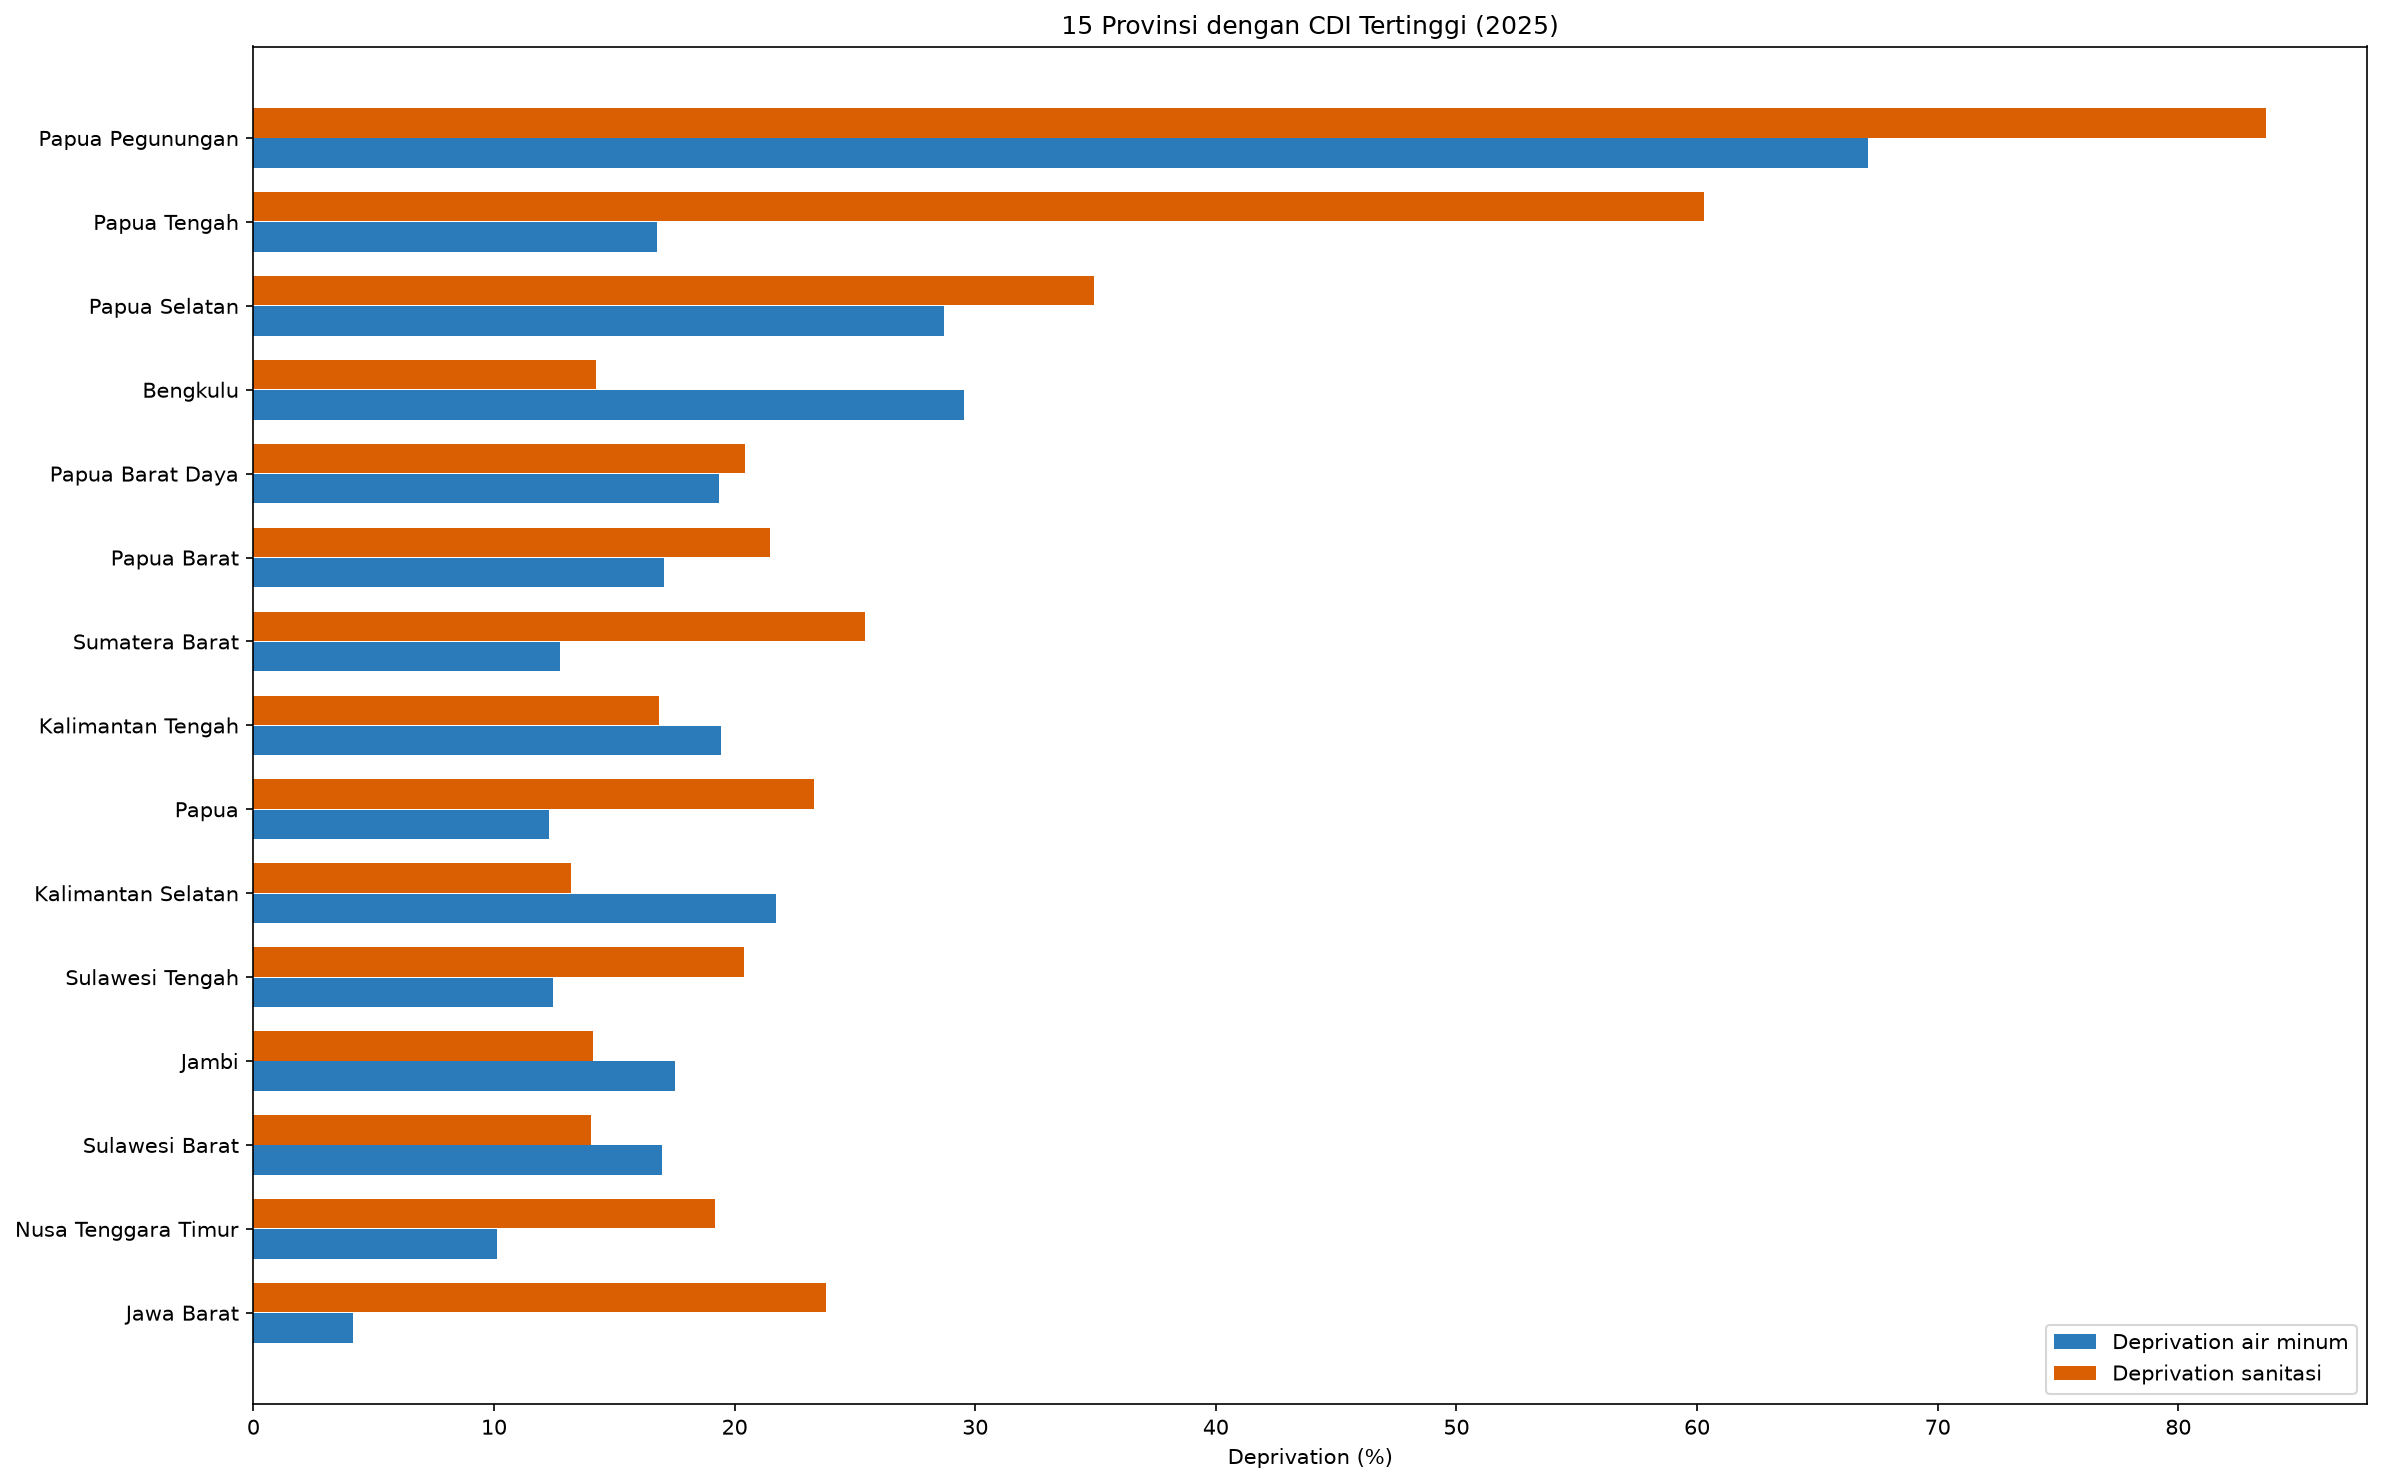 15 Provinsi dengan CDI Tertinggi (2025)
Papua Pegunungan
Papua Tengah
Papua Selatan
Bengkulu
Papua Barat Daya
Papua Barat
Sumatera Barat
Kalimantan Tengah
Papua
Kalimantan Selatan
Sulawesi Tengah
Jambi
Sulawesi Barat
Nusa Tenggara Timur
Jawa Barat
Deprivation air minum
Deprivation sanitasi
0 10 20 30 40 50 60 70 80
Deprivation (%)